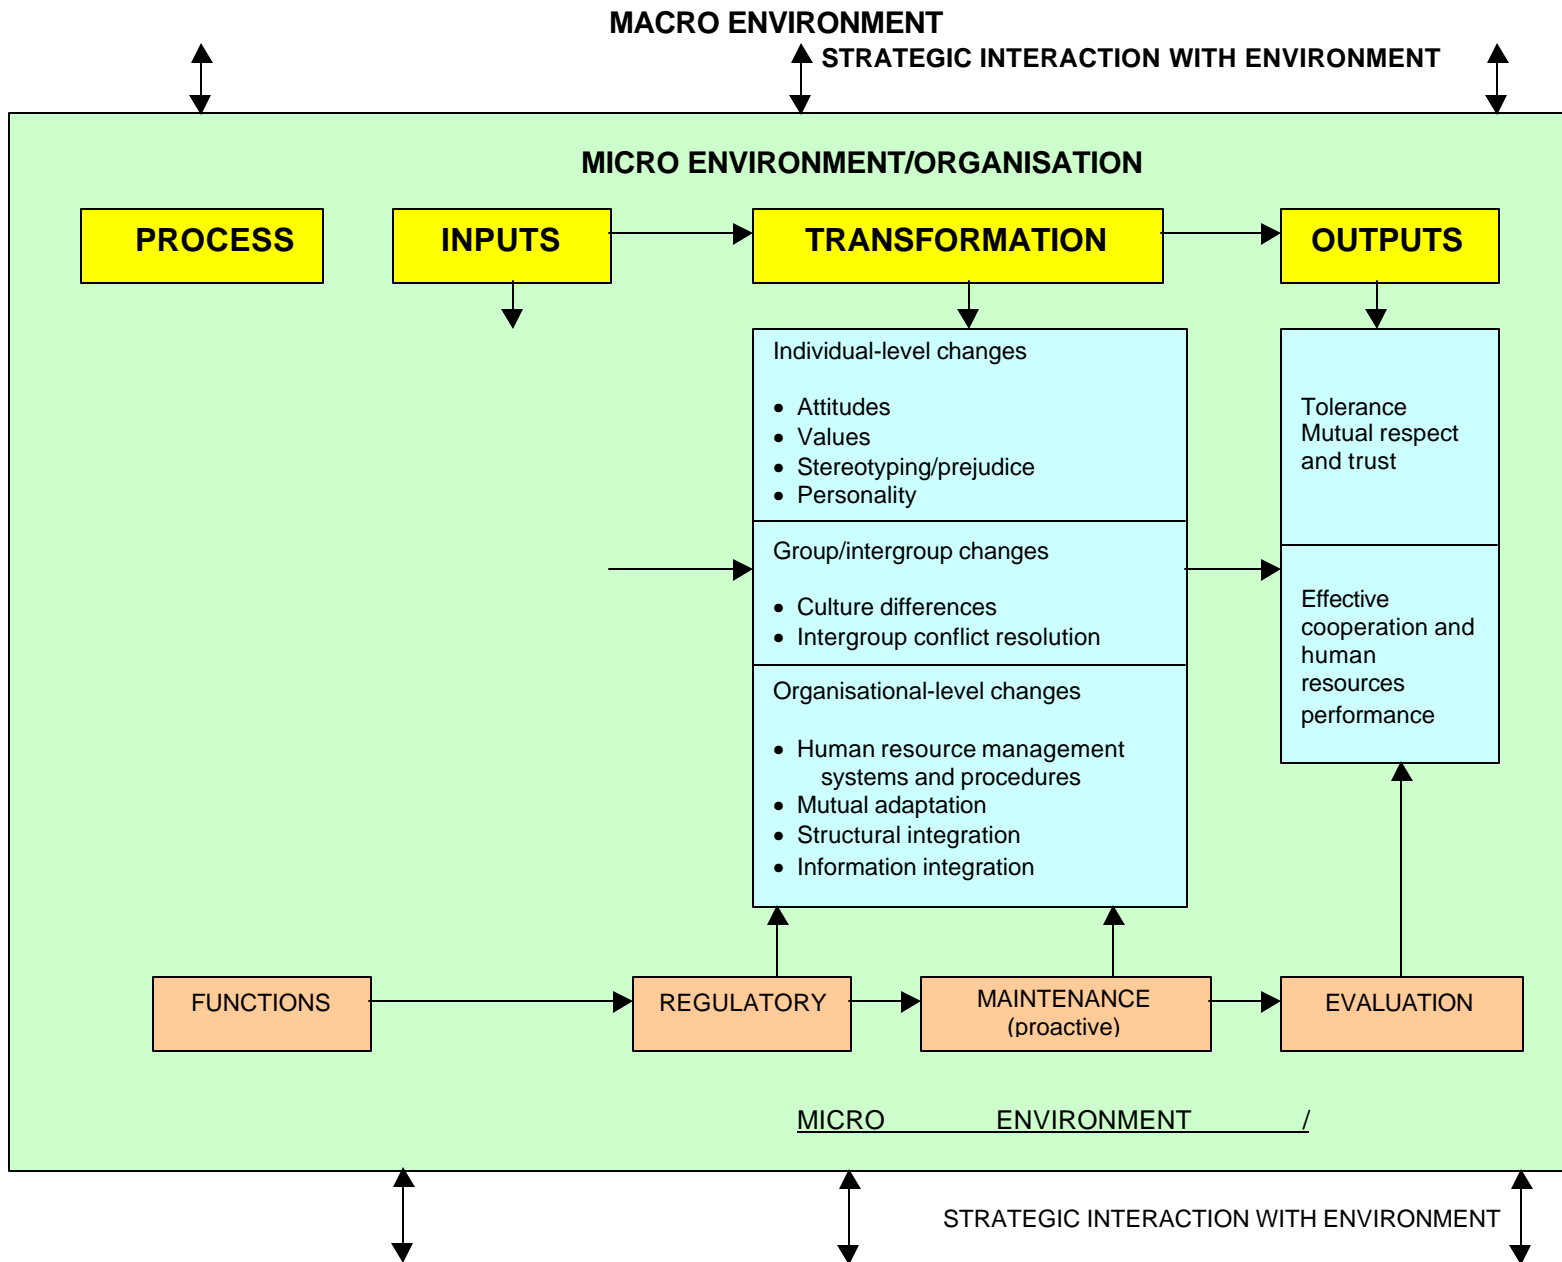 MACRO ENVIRONMENT
STRATEGIC INTERACTION WITH ENVIRONMENT
MICRO ENVIRONMENT/ORGANISATION
PROCESS
INPUTS
TRANSFORMATION
OUTPUTS
Individual-level changes
• Attitudes
• Values
• Stereotyping/prejudice
• Personality
Group/intergroup changes
• Culture differences
• Intergroup conflict resolution
Organisational-level changes
• Human resource management
systems and procedures
• Mutual adaptation
• Structural integration
• Information integration
Tolerance
Mutual respect
and trust
Effective
cooperation and
human
resources
performance
FUNCTIONS
REGULATORY
MAINTENANCE
(proactive)
EVALUATION
MICRO ENVIRONMENT /
STRATEGIC INTERACTION WITH ENVIRONMENT